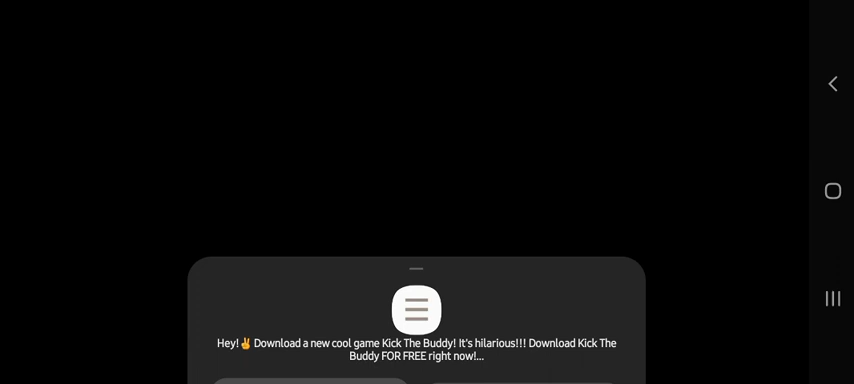 Hey!✌️ Download a new cool game Kick The Buddy! It's hilarious!!! Download Kick The
Buddy FOR FREE right now!...